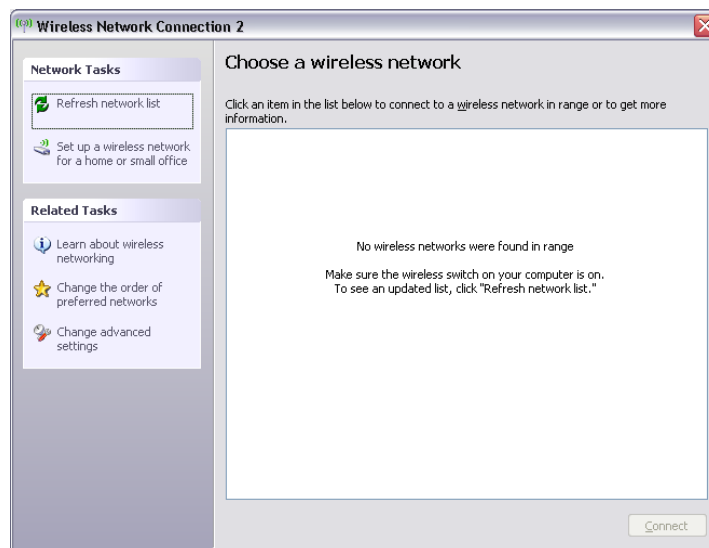 Wireless Network Connection 2
Network Tasks
Refresh network list
Set up a wireless network
for a home or small office
Related Tasks
Learn about wireless
networking
Change the order of
preferred networks
Change advanced
settings
Choose a wireless network
Click an item in the list below to connect to a wireless network in range or to get more
information.
No wireless networks were found in range
Make sure the wireless switch on your computer is on.
To see an updated list, click "Refresh network list."
Connect